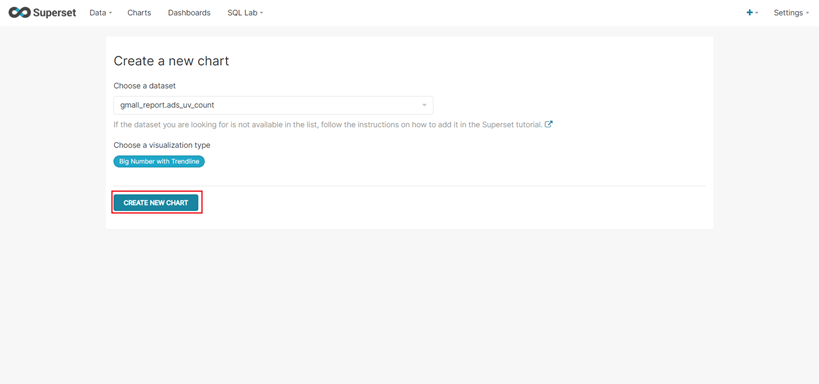 Superset Data Charts Dashboards SQL Lab + Settings
Create a new chart
Choose a dataset
gmall_report.ads_uv_count
If the dataset you are looking for is not available in the list, follow the instructions on how to add it in the Superset tutorial.
Choose a visualization type
Big Number with Trendline
CREATE NEW CHART